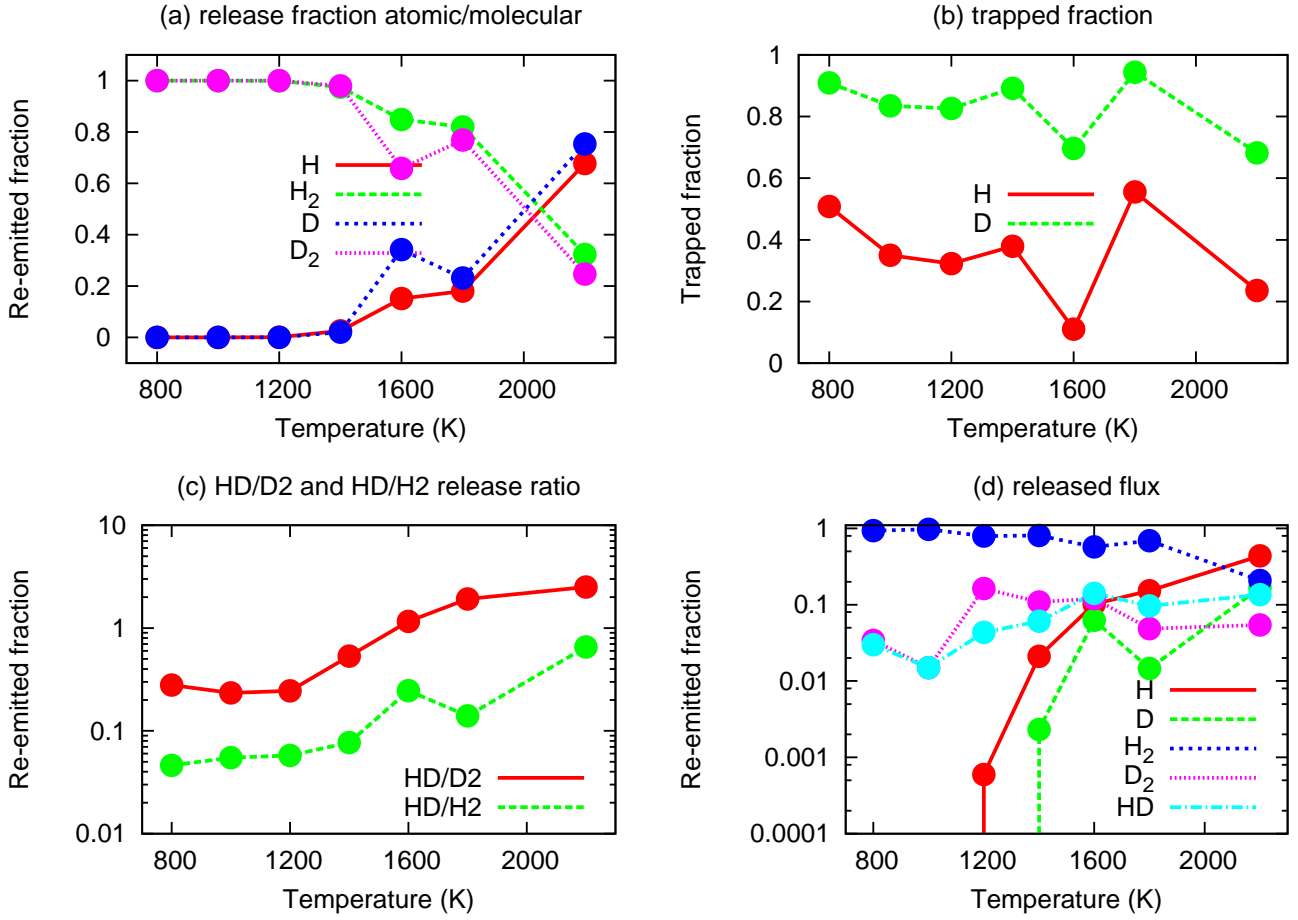 (a) release fraction atomic/molecular
Re-emitted fraction
1
0.8
0.6
0.4
0.2
0
H
H2
D
D2
800 1200 1600 2000
Temperature (K)
(b) trapped fraction
Trapped fraction
1
0.8
0.6
0.4
0.2
0
H
D
800 1200 1600 2000
Temperature (K)
(c) HD/D2 and HD/H2 release ratio
Re-emitted fraction
10
1
0.1
0.01
HD/D2
HD/H2
800 1200 1600 2000
Temperature (K)
(d) released flux
Re-emitted fraction
1
0.1
0.01
0.001
0.0001
H
D
H2
D2
HD
800 1200 1600 2000
Temperature (K)